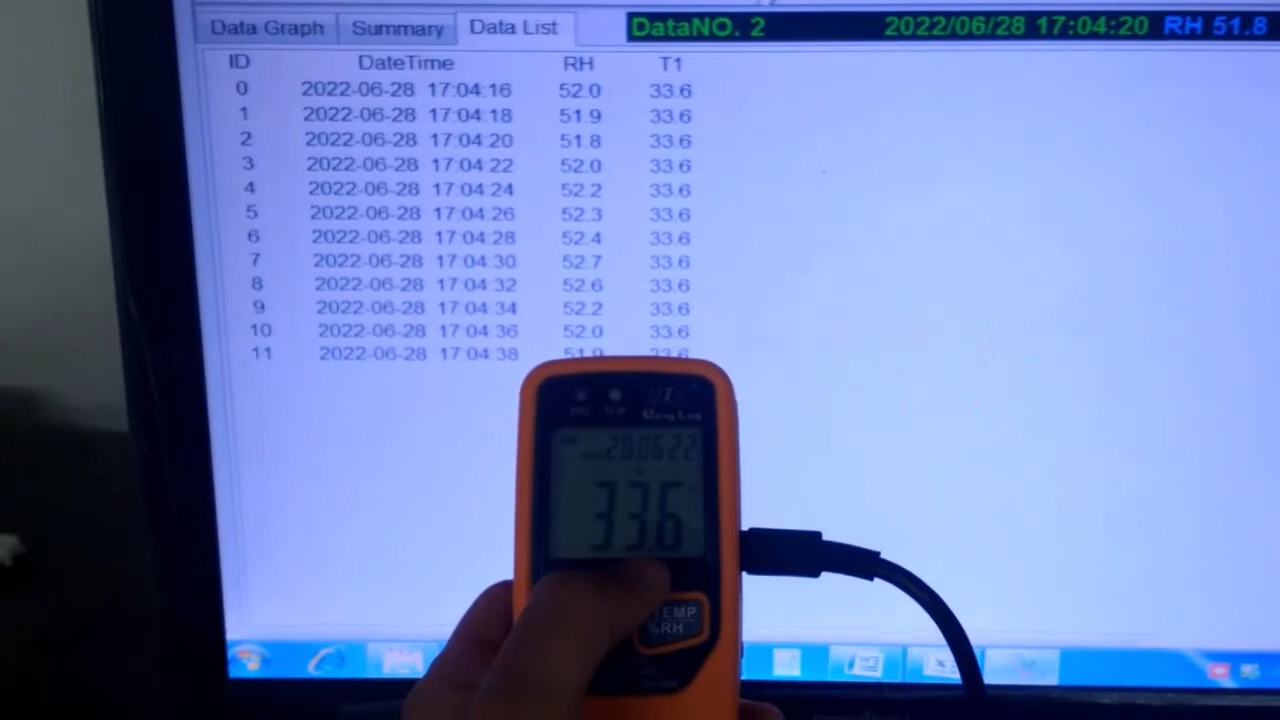 Data Graph Summary Data List DataNO. 2 2022/06/28 17:04:20 RH 51.8
ID DateTime RH T1
0 2022-06-28 17:04:16 52.0 33.6
1 2022-06-28 17:04:18 51.9 33.6
2 2022-06-28 17:04:20 51.8 33.6
3 2022-06-28 17:04:22 52.0 33.6
4 2022-06-28 17:04:24 52.2 33.6
5 2022-06-28 17:04:26 52.3 33.6
6 2022-06-28 17:04:28 52.4 33.6
7 2022-06-28 17:04:30 52.7 33.6
8 2022-06-28 17:04:32 52.6 33.6
9 2022-06-28 17:04:34 52.2 33.6
10 2022-06-28 17:04:36 52.0 33.6
11 2022-06-28 17:04:38 51.9 33.6
28-06-22
33.6
TEMP
%RH